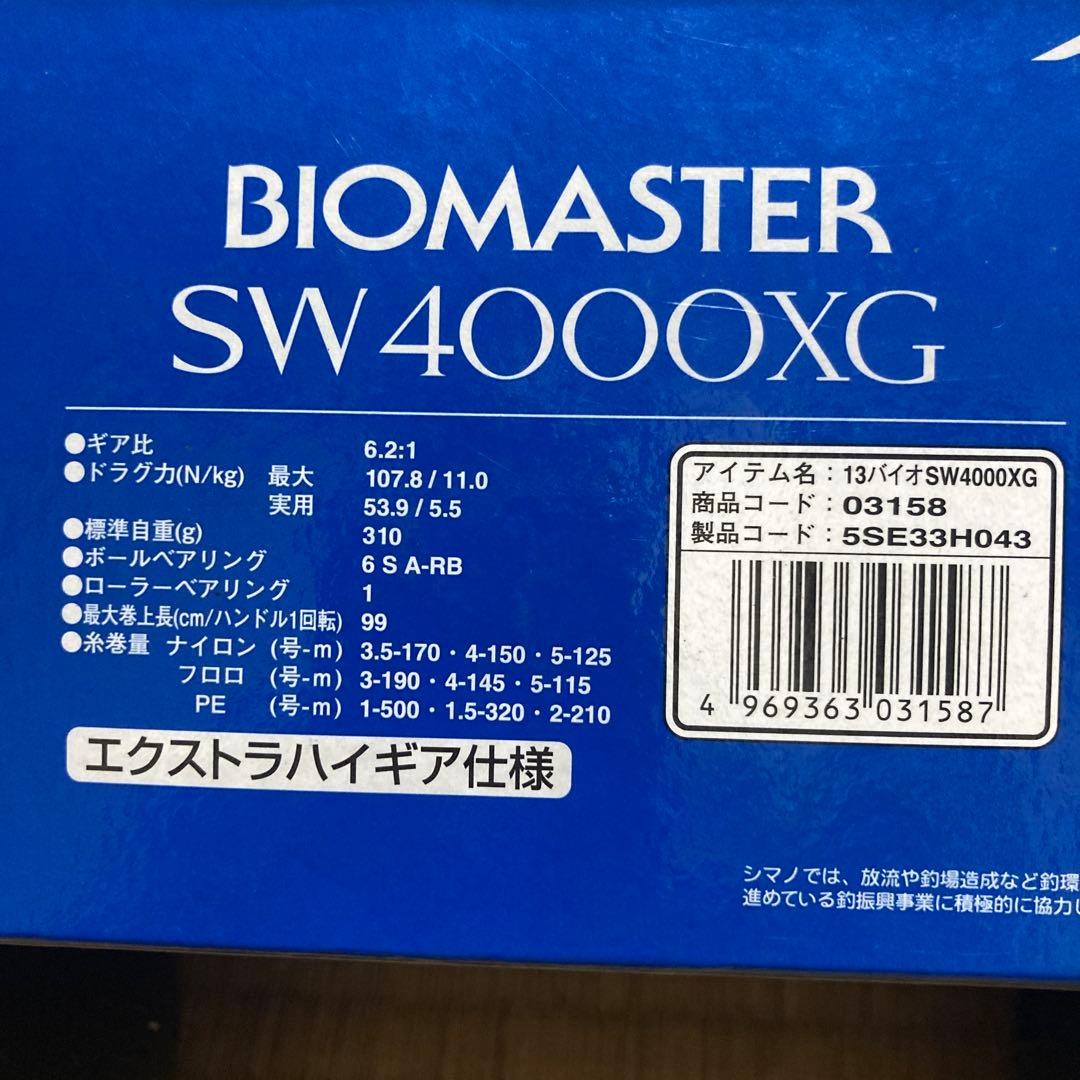 BIOMASTER
SW4000XG
●ギア比 6.2:1
●ドラグ力(N/kg) 最大 107.8 / 11.0
実用 53.9 / 5.5
●標準自重(g) 310
●ボールベアリング 6 S A-RB
●ローラーベアリング 1
●最大巻上長(cm/ハンドル1回転) 99
●糸巻量 ナイロン (号-m) 3.5-170・4-150・5-125
フロロ (号-m) 3-190・4-145・5-115
PE (号-m) 1-500・1.5-320・2-210
エクストラハイギア仕様
アイテム名：13バイオSW4000XG
商品コード：03158
製品コード：5SE33H043
4 969363 031587
シマノでは、放流や釣場造成など釣環
進めている釣振興事業に積極的に協力し